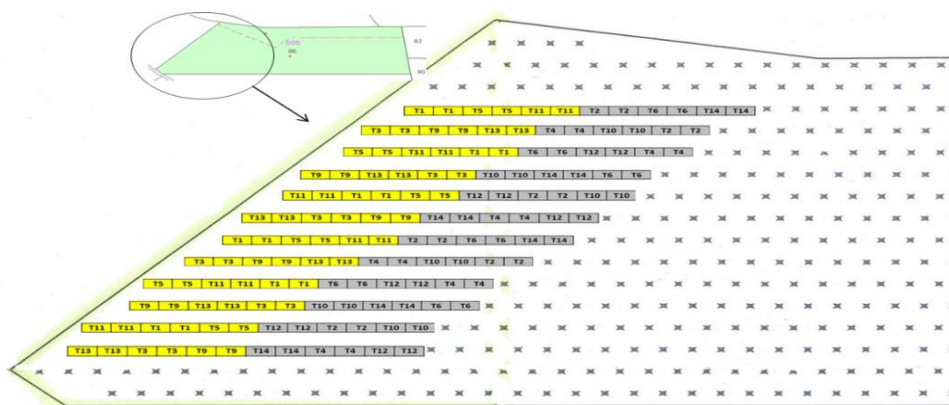 505
62
86
90
T1 T1 T5 T5 T11 T11 T2 T2 T6 T6 T14 T14
T3 T3 T9 T9 T13 T13 T4 T4 T10 T10 T2 T2
T5 T5 T11 T11 T1 T1 T6 T6 T12 T12 T4 T4
T9 T9 T13 T13 T3 T3 T10 T10 T14 T14 T6 T6
T11 T11 T1 T1 T5 T5 T12 T12 T2 T2 T10 T10
T13 T13 T3 T3 T9 T9 T14 T14 T4 T4 T12 T12
T1 T1 T5 T5 T11 T11 T2 T2 T6 T6 T14 T14
T3 T3 T9 T9 T13 T13 T4 T4 T10 T10 T2 T2
T5 T5 T11 T11 T1 T1 T6 T6 T12 T12 T4 T4
T9 T9 T13 T13 T3 T3 T10 T10 T14 T14 T6 T6
T11 T11 T1 T1 T5 T5 T12 T12 T2 T2 T10 T10
T13 T13 T3 T3 T9 T9 T14 T14 T4 T4 T12 T12